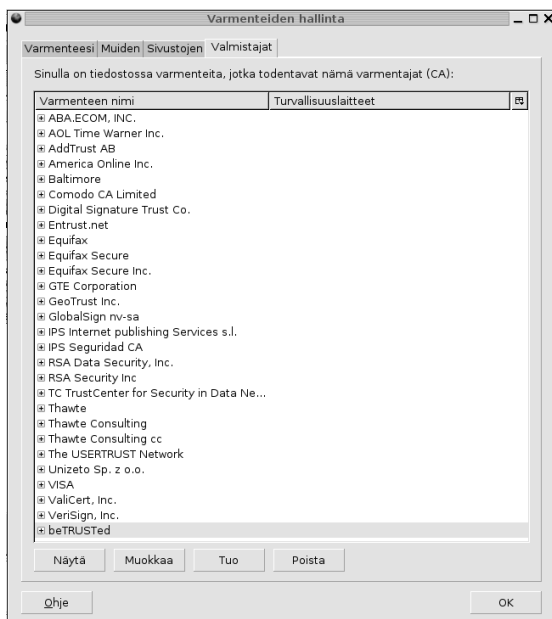 Varmenteiden hallinta
Varmenteesi Muiden Sivustojen Valmistajat
Sinulla on tiedostossa varmenteita, jotka todentavat nämä varmentajat (CA):
Varmenteen nimi Turvallisuuslaitteet
ABA.ECOM, INC.
AOL Time Warner Inc.
AddTrust AB
America Online Inc.
Baltimore
Comodo CA Limited
Digital Signature Trust Co.
Entrust.net
Equifax
Equifax Secure
Equifax Secure Inc.
GTE Corporation
GeoTrust Inc.
GlobalSign nv-sa
IPS Internet publishing Services s.l.
IPS Seguridad CA
RSA Data Security, Inc.
RSA Security Inc
TC TrustCenter for Security in Data Ne...
Thawte
Thawte Consulting
Thawte Consulting cc
The USERTRUST Network
Unizeto Sp. z o.o.
VISA
ValiCert, Inc.
VeriSign, Inc.
beTRUSTed
Näytä Muokkaa Tuo Poista
Ohje OK